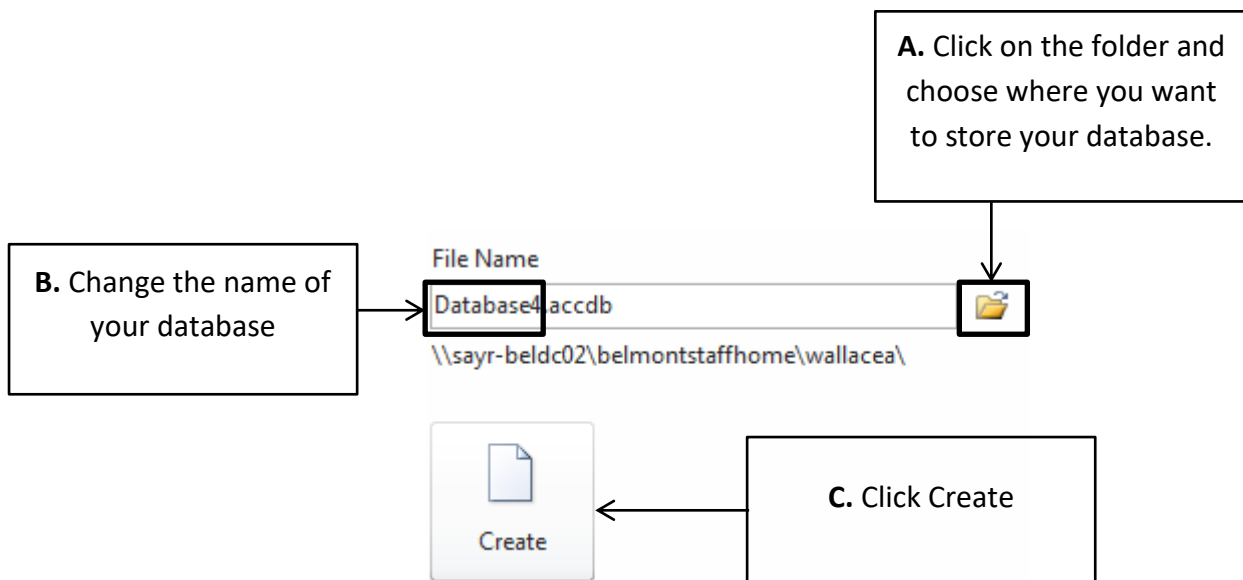 A. Click on the folder and
choose where you want
to store your database.
B. Change the name of
your database
File Name
Database4.accdb
\\sayr-beldc02\belmontstaffhome\wallacea\
Create
C. Click Create